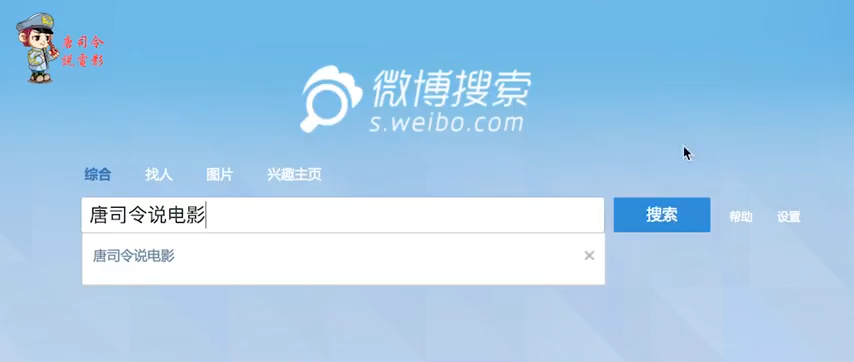 唐司令
説電影
微博搜索
s.weibo.com
综合 找人 图片 兴趣主页
唐司令说电影 搜索 帮助 设置
唐司令说电影 ×